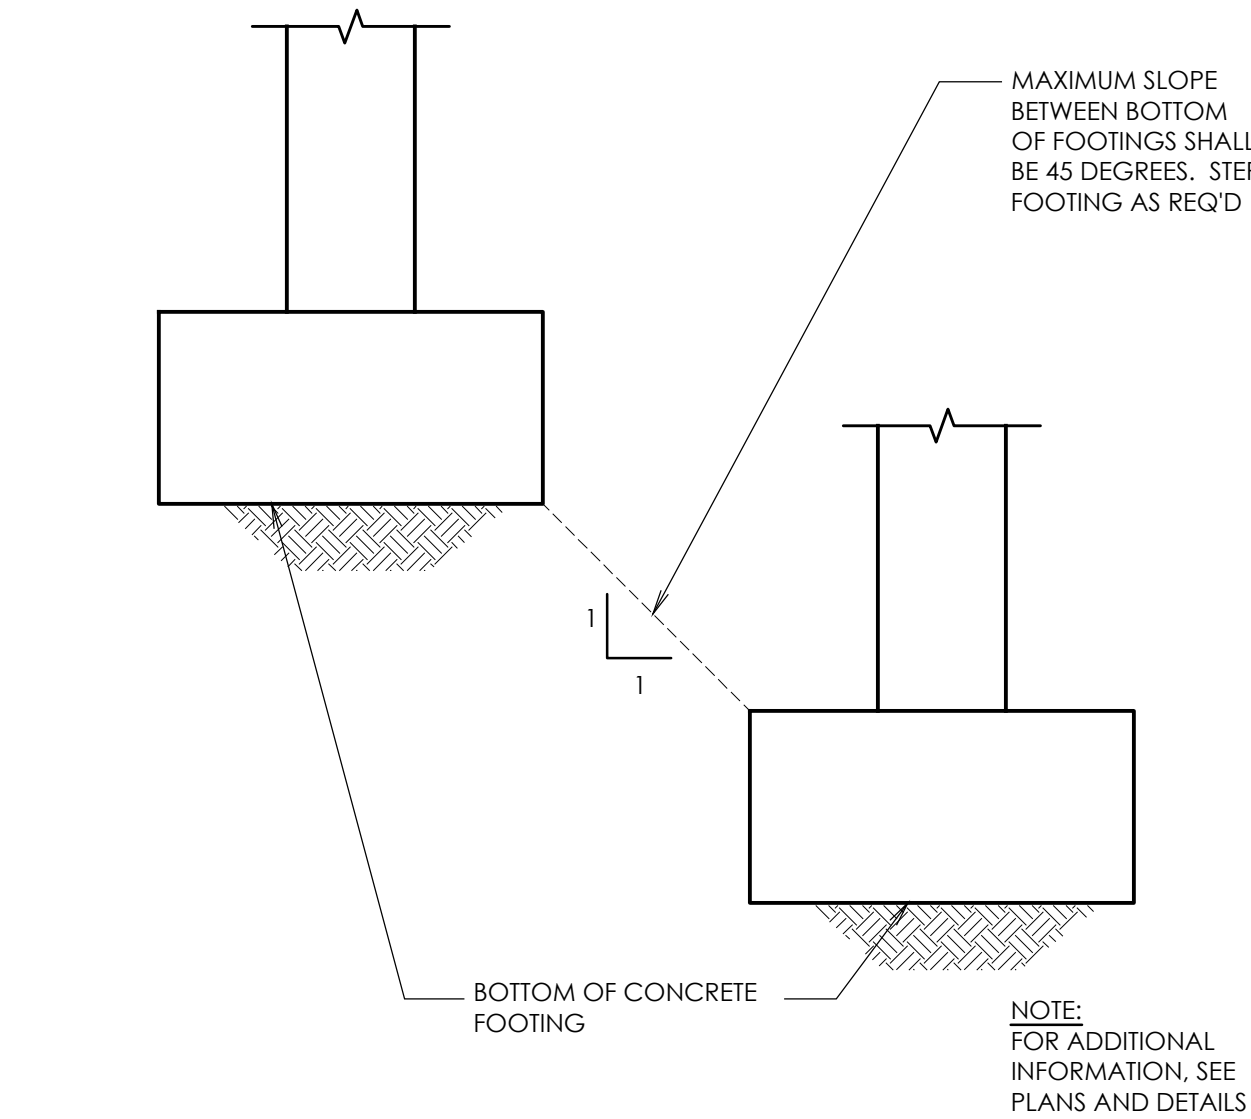 MAXIMUM SLOPE
BETWEEN BOTTOM
OF FOOTINGS SHALL
BE 45 DEGREES. STEP
FOOTING AS REQ'D
1
1
BOTTOM OF CONCRETE
FOOTING
NOTE:
FOR ADDITIONAL
INFORMATION, SEE
PLANS AND DETAILS